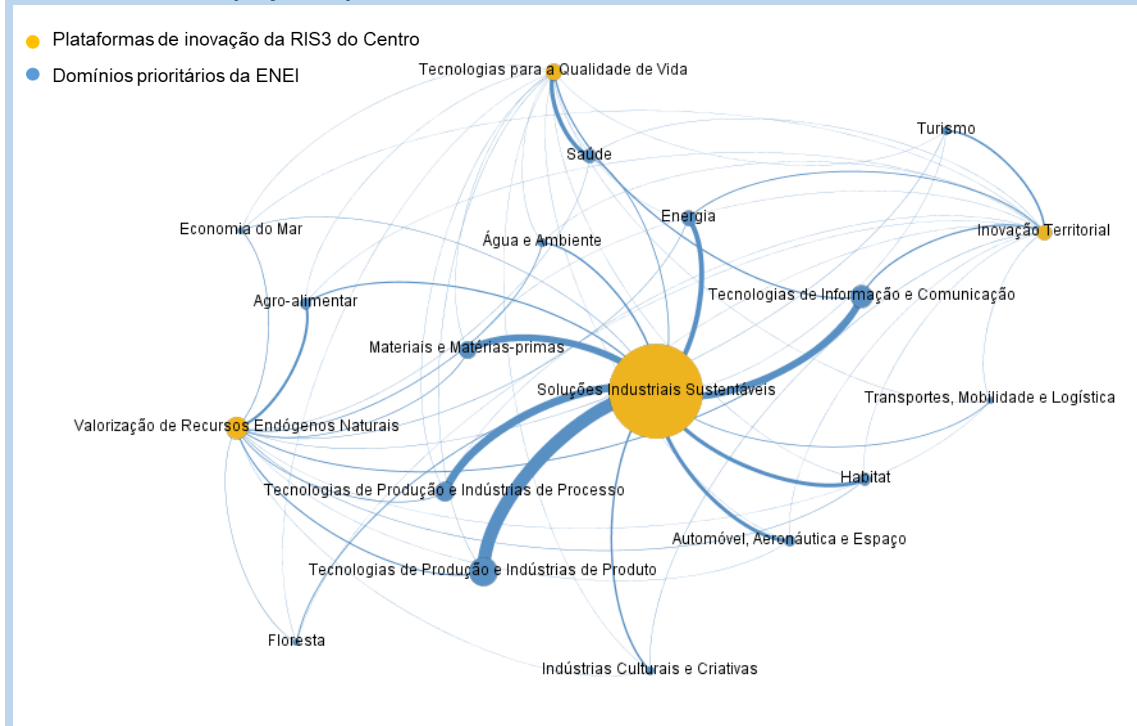 Plataformas de inovação da RIS3 do Centro
Domínios prioritários da ENEI
Tecnologias para a Qualidade de Vida
Turismo
Saúde
Energia
Economia do Mar
Inovação Territorial
Água e Ambiente
Tecnologias de Informação e Comunicação
Agro-alimentar
Materiais e Matérias-primas
Soluções Industriais Sustentáveis
Transportes, Mobilidade e Logística
Valorização de Recursos Endógenos Naturais
Habitat
Tecnologias de Produção e Indústrias de Processo
Automóvel, Aeronáutica e Espaço
Tecnologias de Produção e Indústrias de Produto
Floresta
Indústrias Culturais e Criativas